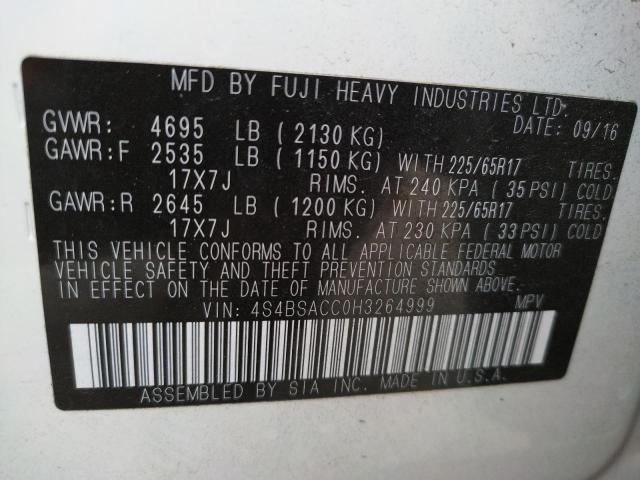 MFD BY FUJI HEAVY INDUSTRIES LTD.
DATE: 09/16
GVWR: 4695 LB (2130 KG)
GAWR:F 2535 LB (1150 KG) WITH 225/65R17 TIRES.
17X7J RIMS. AT 240 KPA (35 PSI) COLD
GAWR:R 2645 LB (1200 KG) WITH 225/65R17 TIRES.
17X7J RIMS. AT 230 KPA (33 PSI) COLD
THIS VEHICLE CONFORMS TO ALL APPLICABLE FEDERAL MOTOR
VEHICLE SAFETY AND THEFT PREVENTION STANDARDS
IN EFFECT ON THE DATE OF MANUFACTURE SHOWN ABOVE.
VIN: 4S4BSACC0H3264999 MPV
ASSEMBLED BY SIA INC. MADE IN U.S.A.